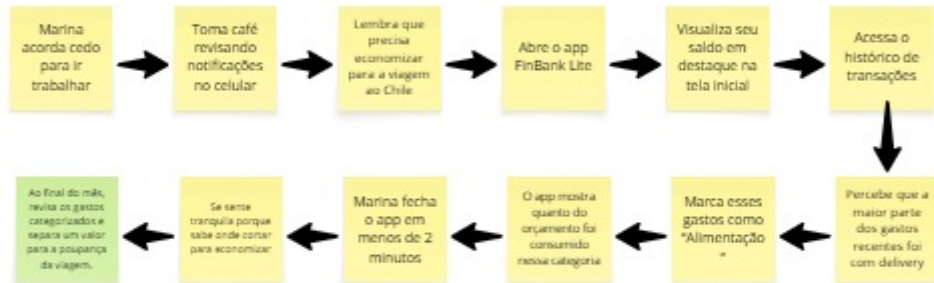 Marina
acorda cedo
para ir
trabalhar
Toma café
revisando
notificações
no celular
Lembra que
precisa
economizar
para a viagem
ao Chile
Abre o app
FinBank Lite
Visualiza seu
saldo em
destaque na
tela inicial
Acessa o
histórico de
transações
Percebe que a
maior parte
dos gastos
recentes foi
com delivery
Marca esses
gastos como
"Alimentação
"
O app mostra
quanto do
orçamento foi
consumido
nessa categoria
Marina fecha
o app em
menos de 2
minutos
Se sente
tranquila porque
sabe onde cortar
para economizar
Ao final do mês,
revisa os gastos
categorizados e
separa um valor
para a poupança
da viagem.